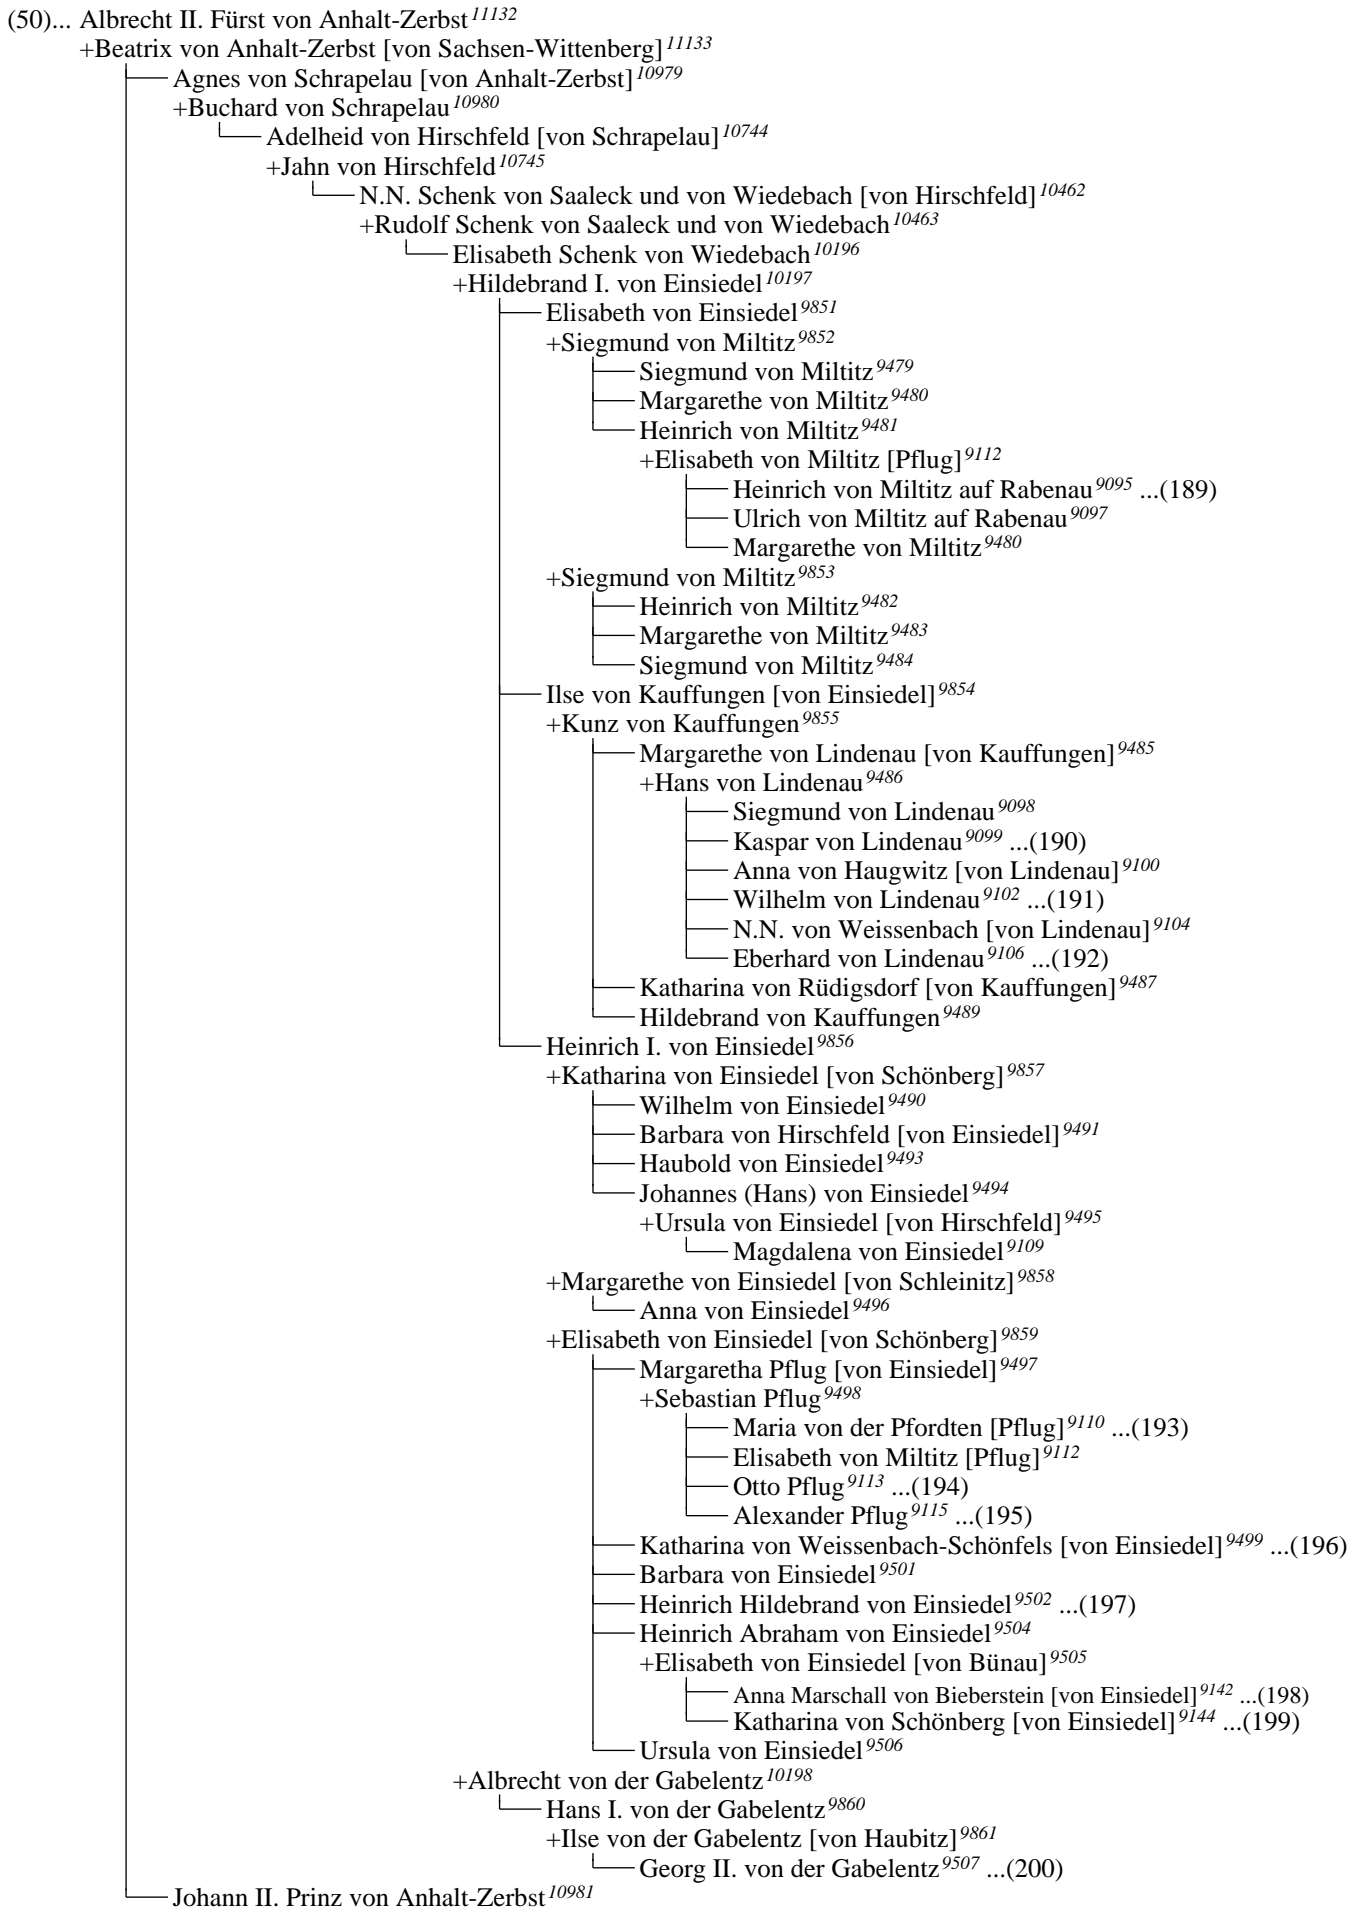 (50)... Albrecht II. Fürst von Anhalt-Zerbst 11132
+Beatrix von Anhalt-Zerbst [von Sachsen-Wittenberg] 11133
Agnes von Schrapelau [von Anhalt-Zerbst] 10979
+Buchard von Schrapelau 10980
Adelheid von Hirschfeld [von Schrapelau] 10744
+Jahn von Hirschfeld 10745
N.N. Schenk von Saaleck und von Wiedebach [von Hirschfeld] 10462
+Rudolf Schenk von Saaleck und von Wiedebach 10463
Elisabeth Schenk von Wiedebach 10196
+Hildebrand I. von Einsiedel 10197
Elisabeth von Einsiedel 9851
+Siegmund von Miltitz 9852
Siegmund von Miltitz 9479
Margarethe von Miltitz 9480
Heinrich von Miltitz 9481
+Elisabeth von Miltitz [Pflug] 9112
Heinrich von Miltitz auf Rabenau 9095 ...(189)
Ulrich von Miltitz auf Rabenau 9097
Margarethe von Miltitz 9480
+Siegmund von Miltitz 9853
Heinrich von Miltitz 9482
Margarethe von Miltitz 9483
Siegmund von Miltitz 9484
Ilse von Kauffungen [von Einsiedel] 9854
+Kunz von Kauffungen 9855
Margarethe von Lindenau [von Kauffungen] 9485
+Hans von Lindenau 9486
Siegmund von Lindenau 9098
Kaspar von Lindenau 9099 ...(190)
Anna von Haugwitz [von Lindenau] 9100
Wilhelm von Lindenau 9102 ...(191)
N.N. von Weissenbach [von Lindenau] 9104
Eberhard von Lindenau 9106 ...(192)
Katharina von Rüdigsdorf [von Kauffungen] 9487
Hildebrand von Kauffungen 9489
Heinrich I. von Einsiedel 9856
+Katharina von Einsiedel [von Schönberg] 9857
Wilhelm von Einsiedel 9490
Barbara von Hirschfeld [von Einsiedel] 9491
Haubold von Einsiedel 9493
Johannes (Hans) von Einsiedel 9494
+Ursula von Einsiedel [von Hirschfeld] 9495
Magdalena von Einsiedel 9109
+Margarethe von Einsiedel [von Schleinitz] 9858
Anna von Einsiedel 9496
+Elisabeth von Einsiedel [von Schönberg] 9859
Margaretha Pflug [von Einsiedel] 9497
+Sebastian Pflug 9498
Maria von der Pfordten [Pflug] 9110 ...(193)
Elisabeth von Miltitz [Pflug] 9112
Otto Pflug 9113 ...(194)
Alexander Pflug 9115 ...(195)
Katharina von Weissenbach-Schönfels [von Einsiedel] 9499 ...(196)
Barbara von Einsiedel 9501
Heinrich Hildebrand von Einsiedel 9502 ...(197)
Heinrich Abraham von Einsiedel 9504
+Elisabeth von Einsiedel [von Bünau] 9505
Anna Marschall von Bieberstein [von Einsiedel] 9142 ...(198)
Katharina von Schönberg [von Einsiedel] 9144 ...(199)
Ursula von Einsiedel 9506
+Albrecht von der Gabelentz 10198
Hans I. von der Gabelentz 9860
+Ilse von der Gabelentz [von Haubitz] 9861
Georg II. von der Gabelentz 9507 ...(200)
Johann II. Prinz von Anhalt-Zerbst 10981